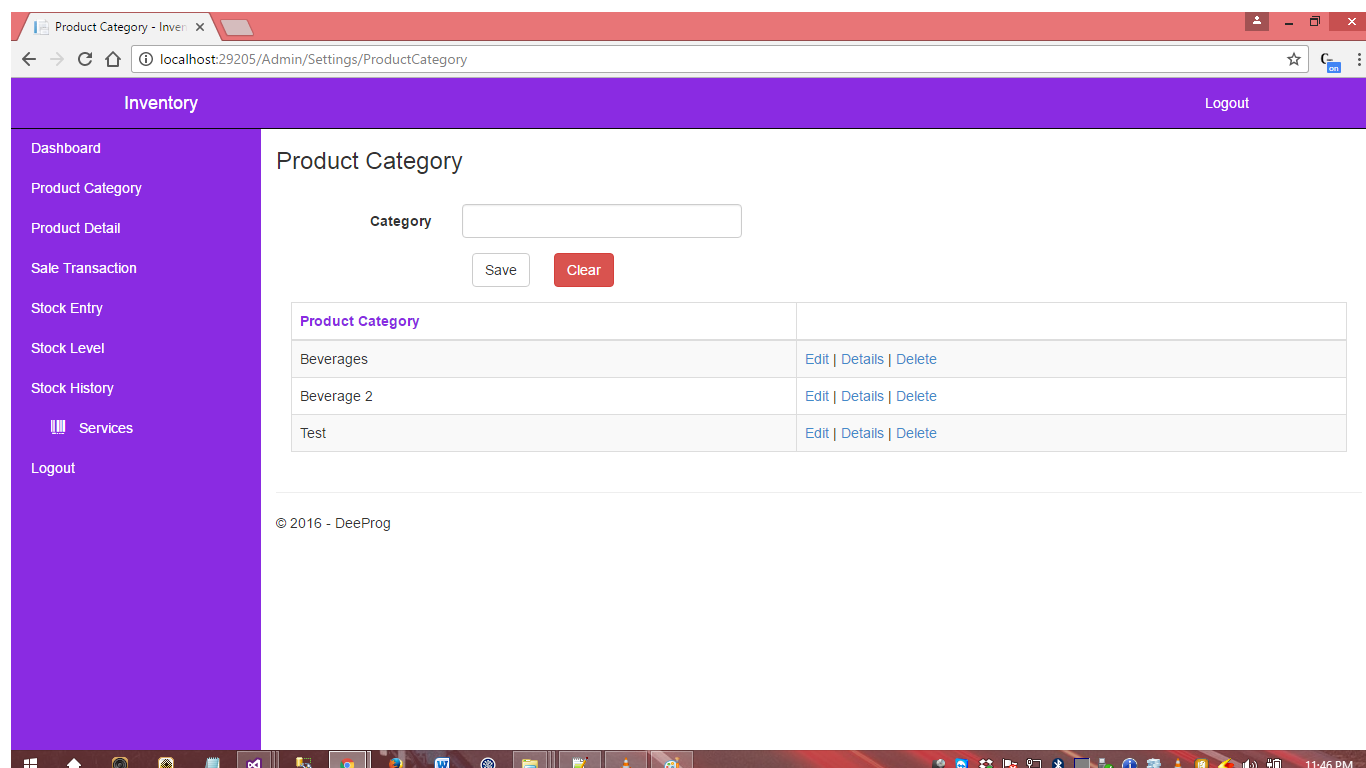 Product Category - Inven
localhost:29205/Admin/Settings/ProductCategory
on
Inventory
Logout
Dashboard
Product Category
Product Detail
Sale Transaction
Stock Entry
Stock Level
Stock History
Services
Logout
Product Category
Category
Save
Clear
Product Category
Beverages
Edit | Details | Delete
Beverage 2
Edit | Details | Delete
Test
Edit | Details | Delete
© 2016 - DeeProg
11:46 PM